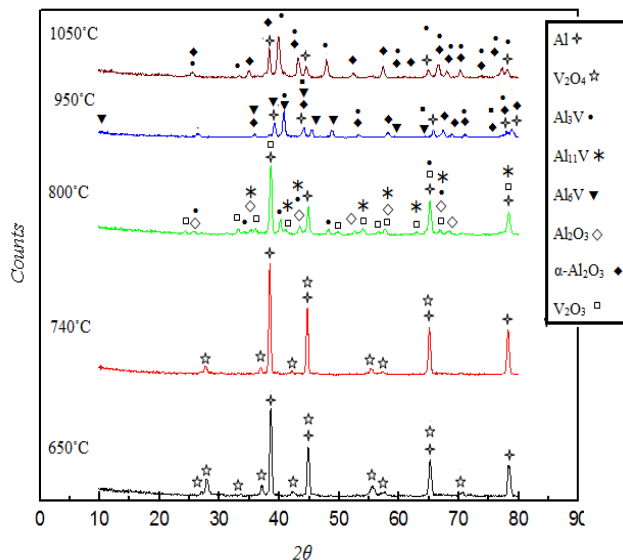 1050°C
950°C
800°C
740°C
650°C
Counts
0 10 20 30 40 50 60 70 80 90
2θ
Al
V₂O₄
Al₃V
Al₁₁V
Al₆V
Al₂O₃
α-Al₂O₃
V₂O₃